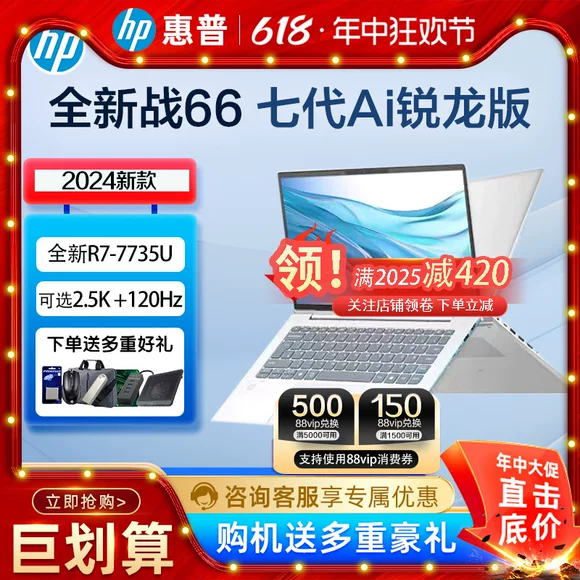 hp
hp 惠普 618· 年中狂欢节
全新战66 七代Ai锐龙版
2024新款
全新R7-7735U
可选2.5K+120Hz
下单送多重好礼
领!
满2025减420
关注店铺领卷 下单立减
500
88vip兑换
满5000可用
150
88vip兑换
满1500可用
支持使用88vip消费券
立即抢购>
巨划算
咨询客服享专属优惠
购机送多重豪礼
年中大促
直击
底价